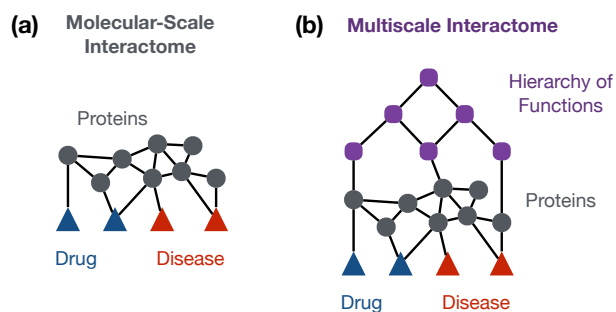 (a)
Molecular-Scale
Interactome
Proteins
Drug
Disease
(b)
Multiscale Interactome
Hierarchy of
Functions
Proteins
Drug
Disease